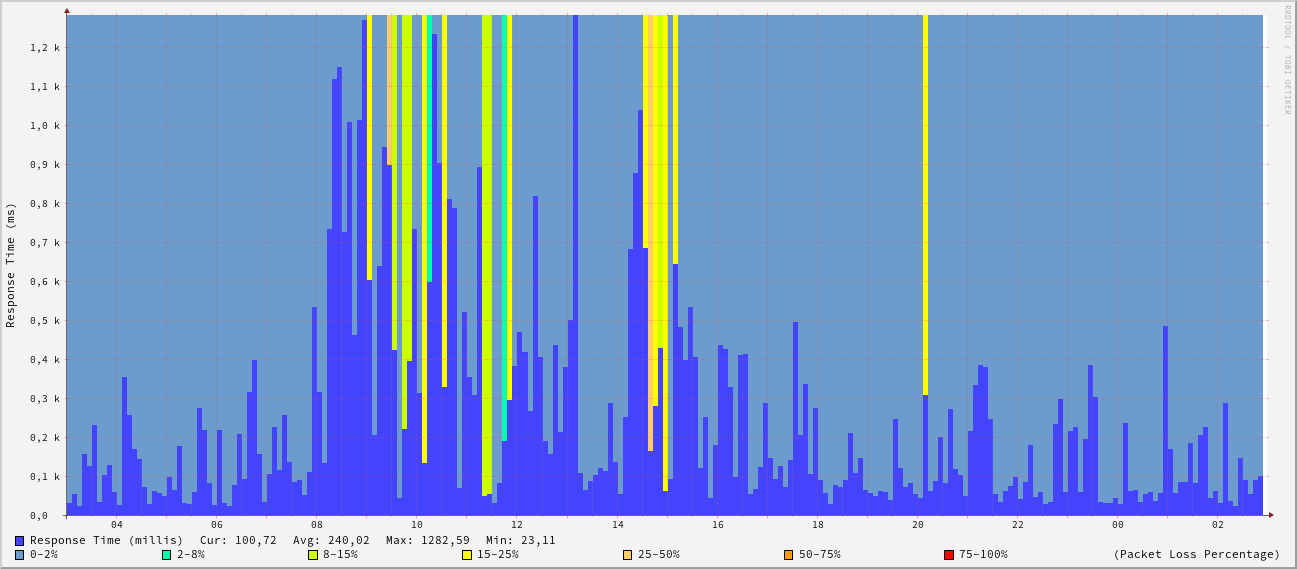 RRDTOOL / TOBI OETIKER
Response Time (ms)
1,2 k
1,1 k
1,0 k
0,9 k
0,8 k
0,7 k
0,6 k
0,5 k
0,4 k
0,3 k
0,2 k
0,1 k
0,0
04 06 08 10 12 14 16 18 20 22 00 02
Response Time (millis) Cur: 100,72 Avg: 240,02 Max: 1282,59 Min: 23,11
0-2% 2-8% 8-15% 15-25% 25-50% 50-75% 75-100% (Packet Loss Percentage)